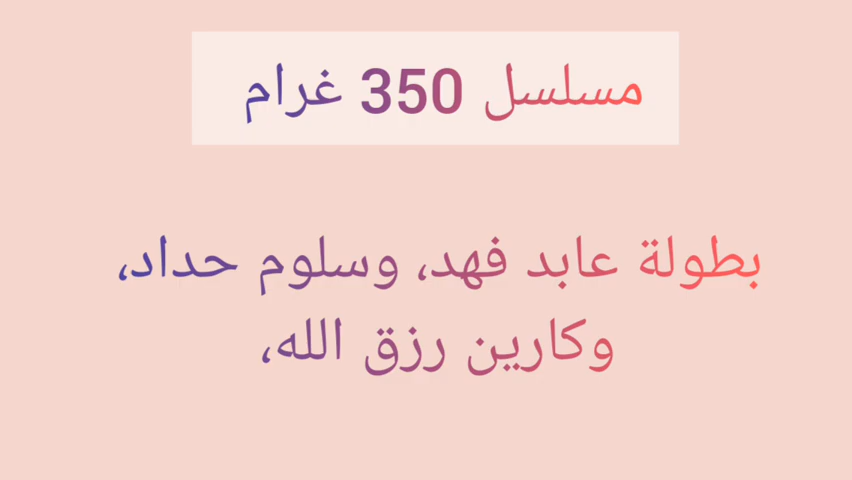 مسلسل 350 غرام
بطولة عابد فهد، وسلوم حداد،
وكارين رزق الله،